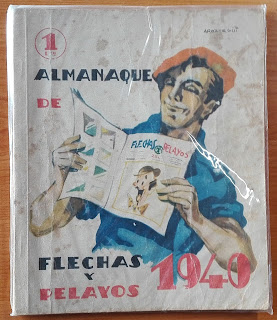 1
ALMANAQUE
DE
FLECHAS Y PELAYOS
FLECHAS
Y
PELAYOS
1940